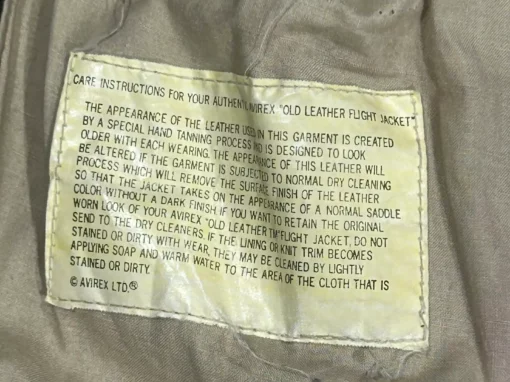 CARE INSTRUCTIONS FOR YOUR AUTHENTIC AVIREX "OLD LEATHER FLIGHT JACKET"
THE APPEARANCE OF THE LEATHER USED IN THIS GARMENT IS CREATED
BY A SPECIAL HAND TANNING PROCESS AND IS DESIGNED TO LOOK
OLDER WITH EACH WEARING. THE APPEARANCE OF THIS LEATHER WILL
BE ALTERED IF THE GARMENT IS SUBJECTED TO NORMAL DRY CLEANING
PROCESS WHICH WILL REMOVE THE SURFACE FINISH OF THE LEATHER
SO THAT THE JACKET TAKES ON THE APPEARANCE OF A NORMAL SADDLE
COLOR WITHOUT A DARK FINISH. IF YOU WANT TO RETAIN THE ORIGINAL
WORN LOOK OF YOUR AVIREX "OLD LEATHER™" FLIGHT JACKET, DO NOT
SEND TO THE DRY CLEANERS. IF THE LINING OR KNIT TRIM BECOMES
STAINED OR DIRTY WITH WEAR, THEY MAY BE CLEANED BY LIGHTLY
APPLYING SOAP AND WARM WATER TO THE AREA OF THE CLOTH THAT IS
STAINED OR DIRTY.
© AVIREX LTD.®